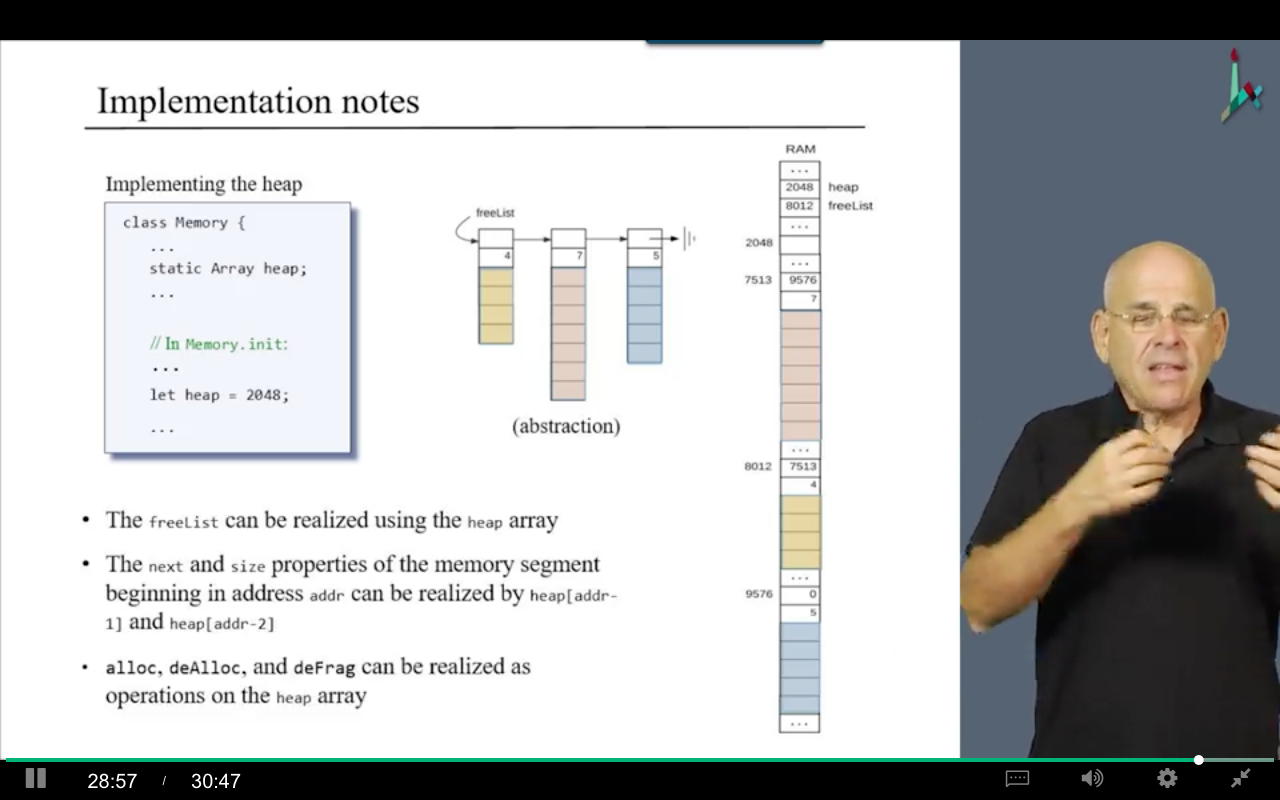 Implementation notes
Implementing the heap
class Memory {
...
static Array heap;
...
// In Memory.init:
...
let heap = 2048;
...
freeList
4
7
5
(abstraction)
RAM
...
2048 heap
8012 freeList
...
2048
...
7513 9576
7
...
8012 7513
4
...
9576 0
5
...
• The freeList can be realized using the heap array
• The next and size properties of the memory segment
beginning in address addr can be realized by heap[addr-
1] and heap[addr-2]
• alloc, deAlloc, and deFrag can be realized as
operations on the heap array
28:57 / 30:47